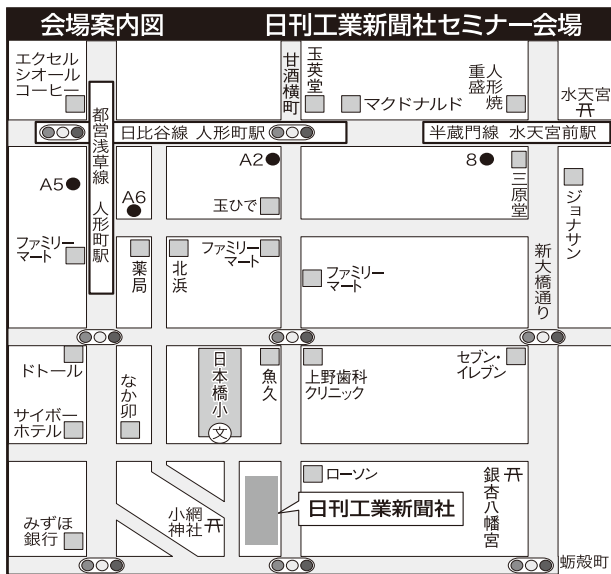 会場案内図 日刊工業新聞社セミナー会場
エクセル
シオール
コーヒー
甘酒横町
玉英堂
マクドナルド
人形焼
重盛
水天宮
都営浅草線 人形町駅
日比谷線 人形町駅
半蔵門線 水天宮前駅
A5
A6
A2
8
三原堂
ジョナサン
玉ひで
ファミリー
マート
薬局
北浜
ファミリー
マート
ファミリー
マート
新大橋通り
ドトール
なか卯
日本橋小
文
魚久
上野歯科
クリニック
セブン・
イレブン
サイボー
ホテル
ローソン
銀杏八幡宮
小網
神社
日刊工業新聞社
みずほ
銀行
蛎殻町